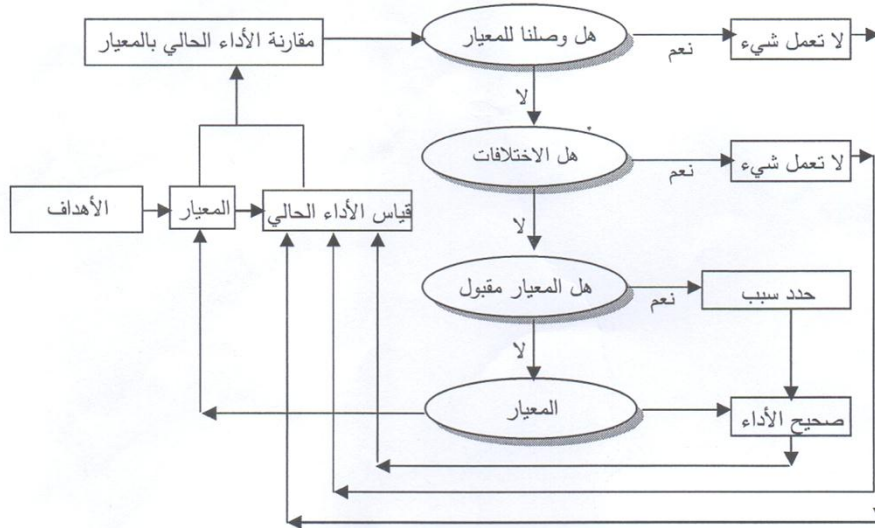 مقارنة الأداء الحالي بالمعيار
هل وصلنا للمعيار
نعم
لا تعمل شيء
لا
هل الاختلافات
نعم
لا تعمل شيء
الأهداف
المعيار
قياس الأداء الحالي
لا
هل المعيار مقبول
نعم
حدد سبب
لا
المعيار
صحيح الأداء